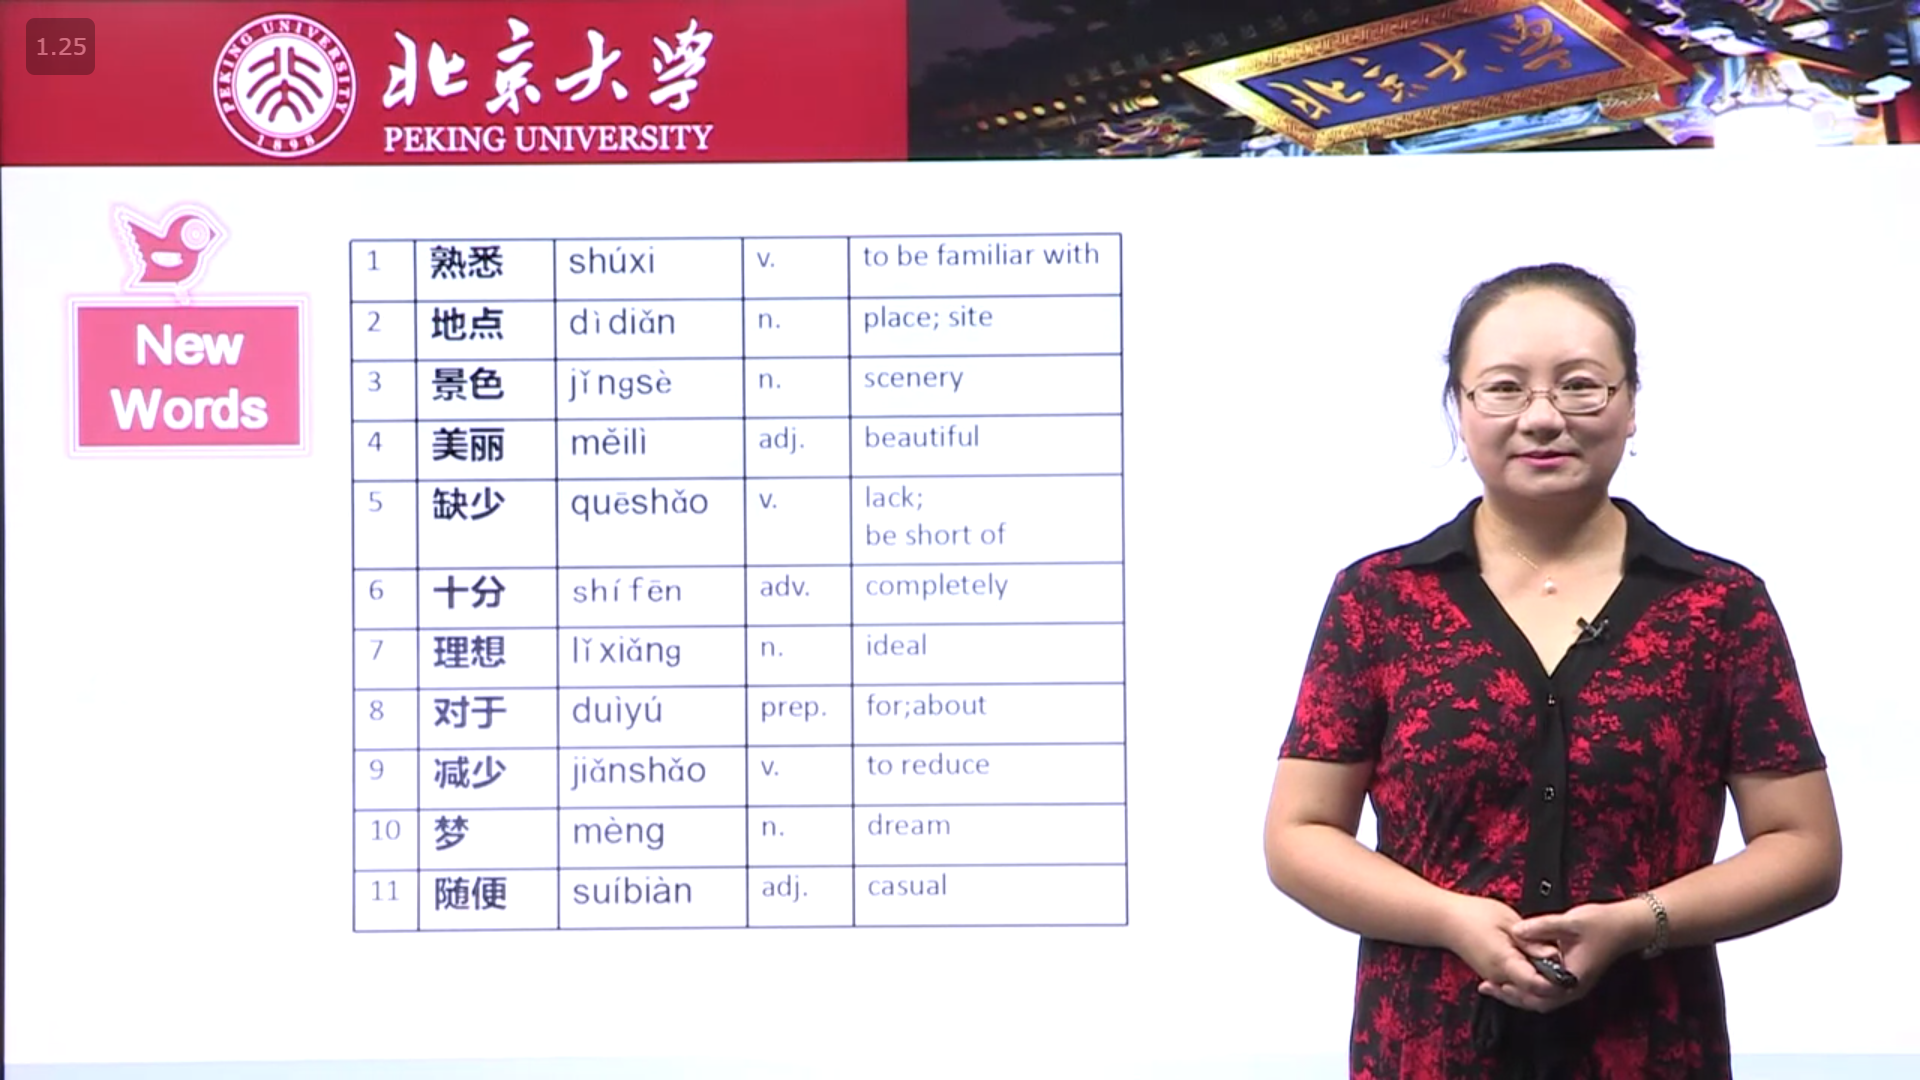 1.25
PEKING UNIVERSITY
1898
北京大学
PEKING UNIVERSITY
北京大学
New
Words
1 熟悉 shúxi v. to be familiar with
2 地点 dì diǎn n. place; site
3 景色 jǐngsè n. scenery
4 美丽 měilì adj. beautiful
5 缺少 quēshǎo v. lack;
be short of
6 十分 shí fēn adv. completely
7 理想 lǐ xiǎng n. ideal
8 对于 duìyú prep. for;about
9 减少 jiǎnshǎo v. to reduce
10 梦 mèng n. dream
11 随便 suíbiàn adj. casual